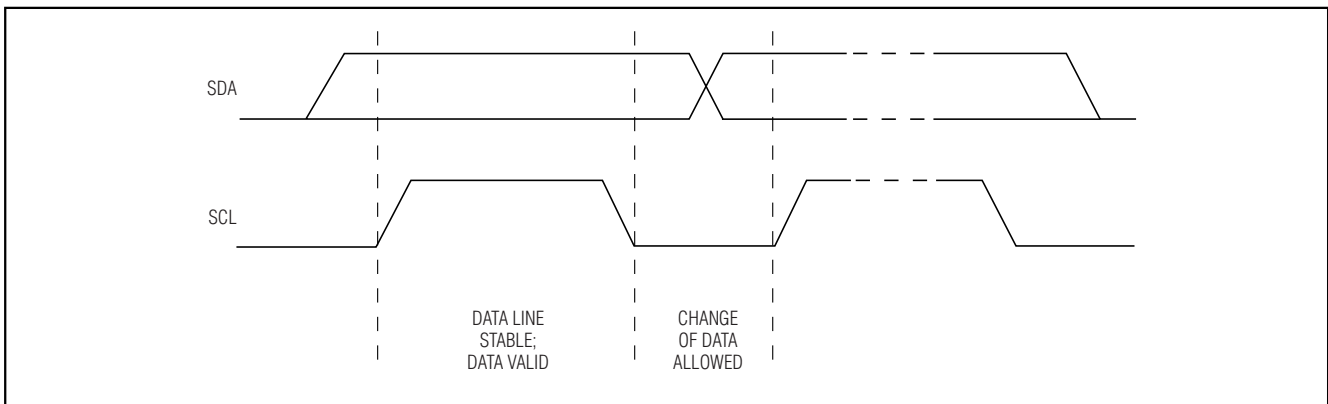 SDA
SCL
DATA LINE
STABLE;
DATA VALID
CHANGE
OF DATA
ALLOWED